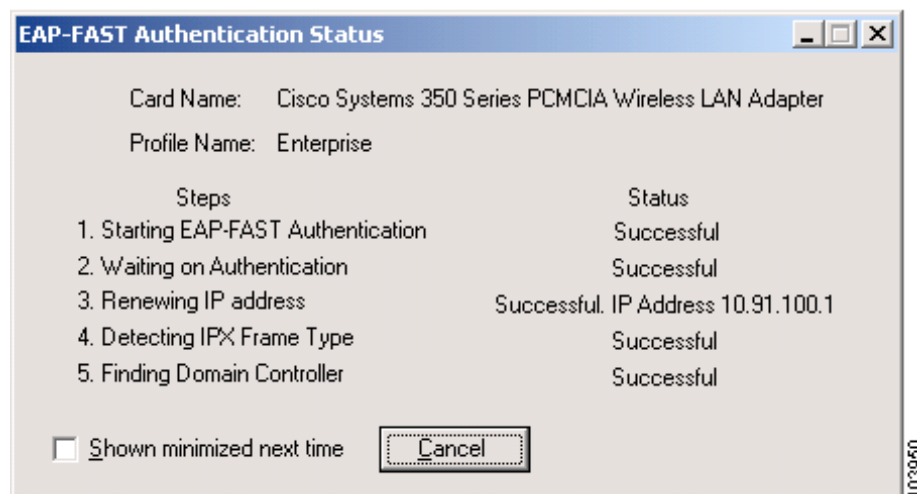 EAP-FAST Authentication Status
Card Name: Cisco Systems 350 Series PCMCIA Wireless LAN Adapter
Profile Name: Enterprise
Steps Status
1. Starting EAP-FAST Authentication Successful
2. Waiting on Authentication Successful
3. Renewing IP address Successful. IP Address 10.91.100.1
4. Detecting IPX Frame Type Successful
5. Finding Domain Controller Successful
Shown minimized next time Cancel
103950